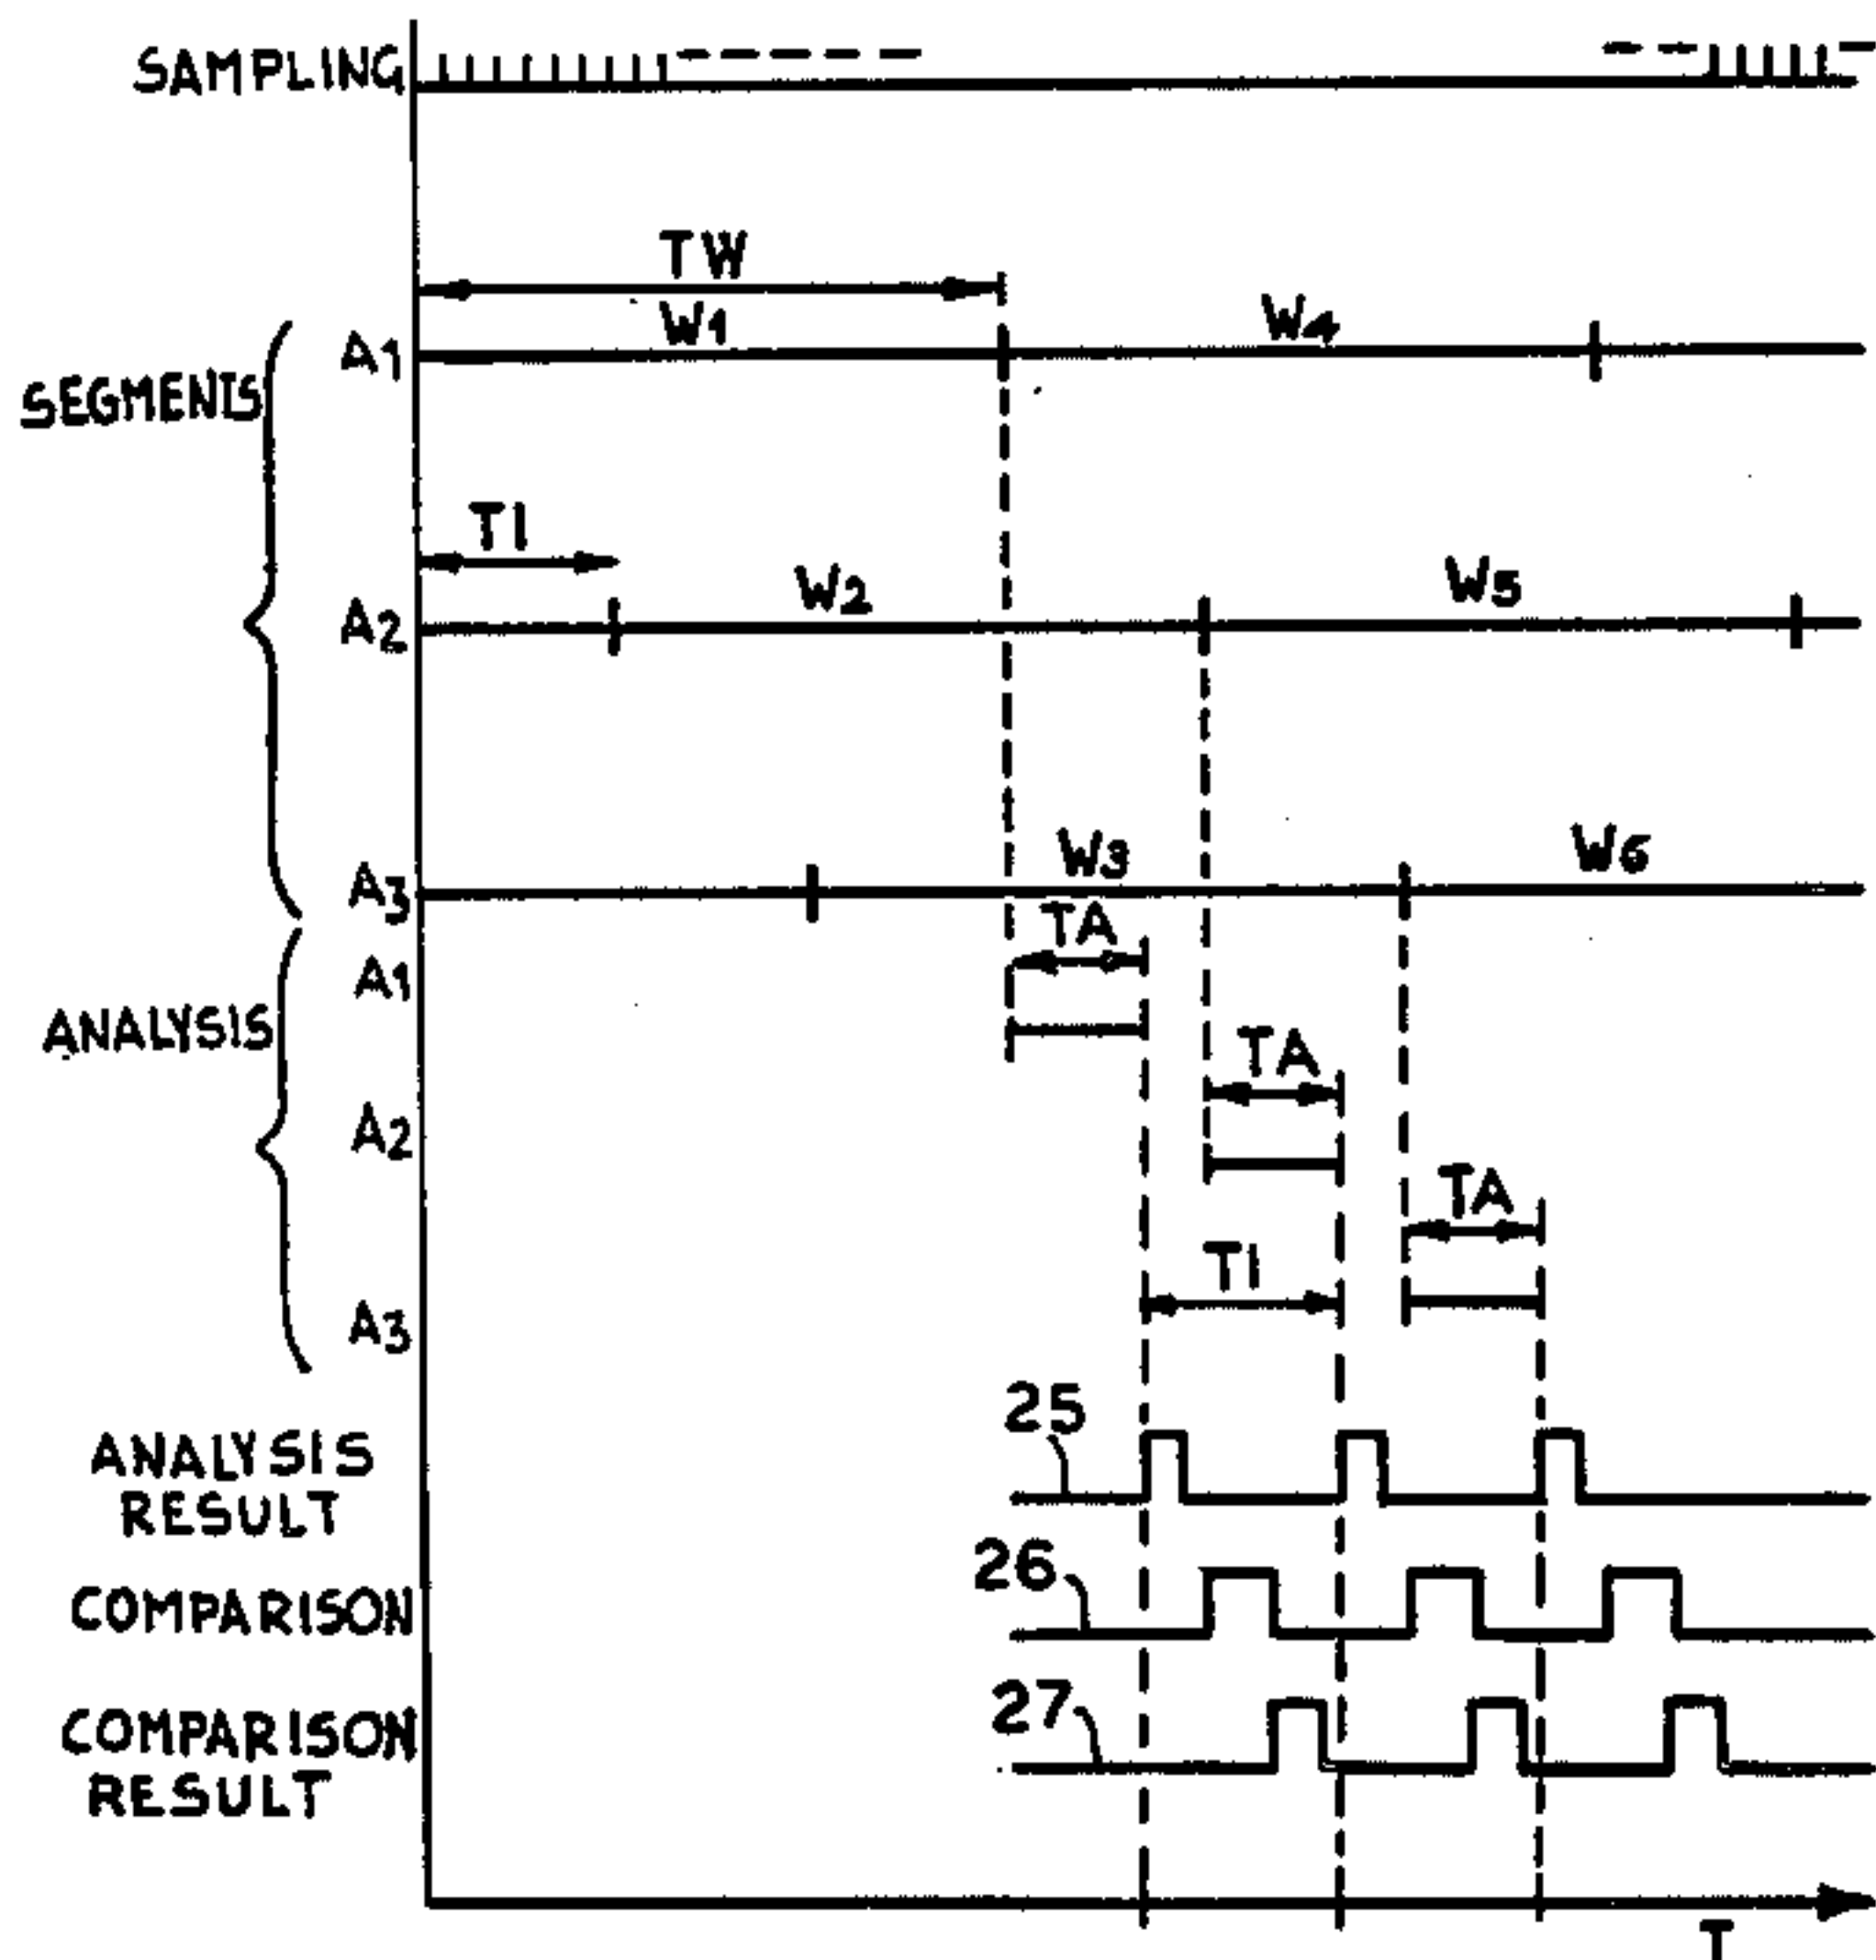 SAMPLING
TW
W1
W4
A1
SEGMENTS
TI
W2
W5
A2
W3
W6
A3
TA
A1
ANALYSIS
TA
A2
TA
TI
A3
25
ANALYSIS
RESULT
26
COMPARISON
27
COMPARISON
RESULT
T